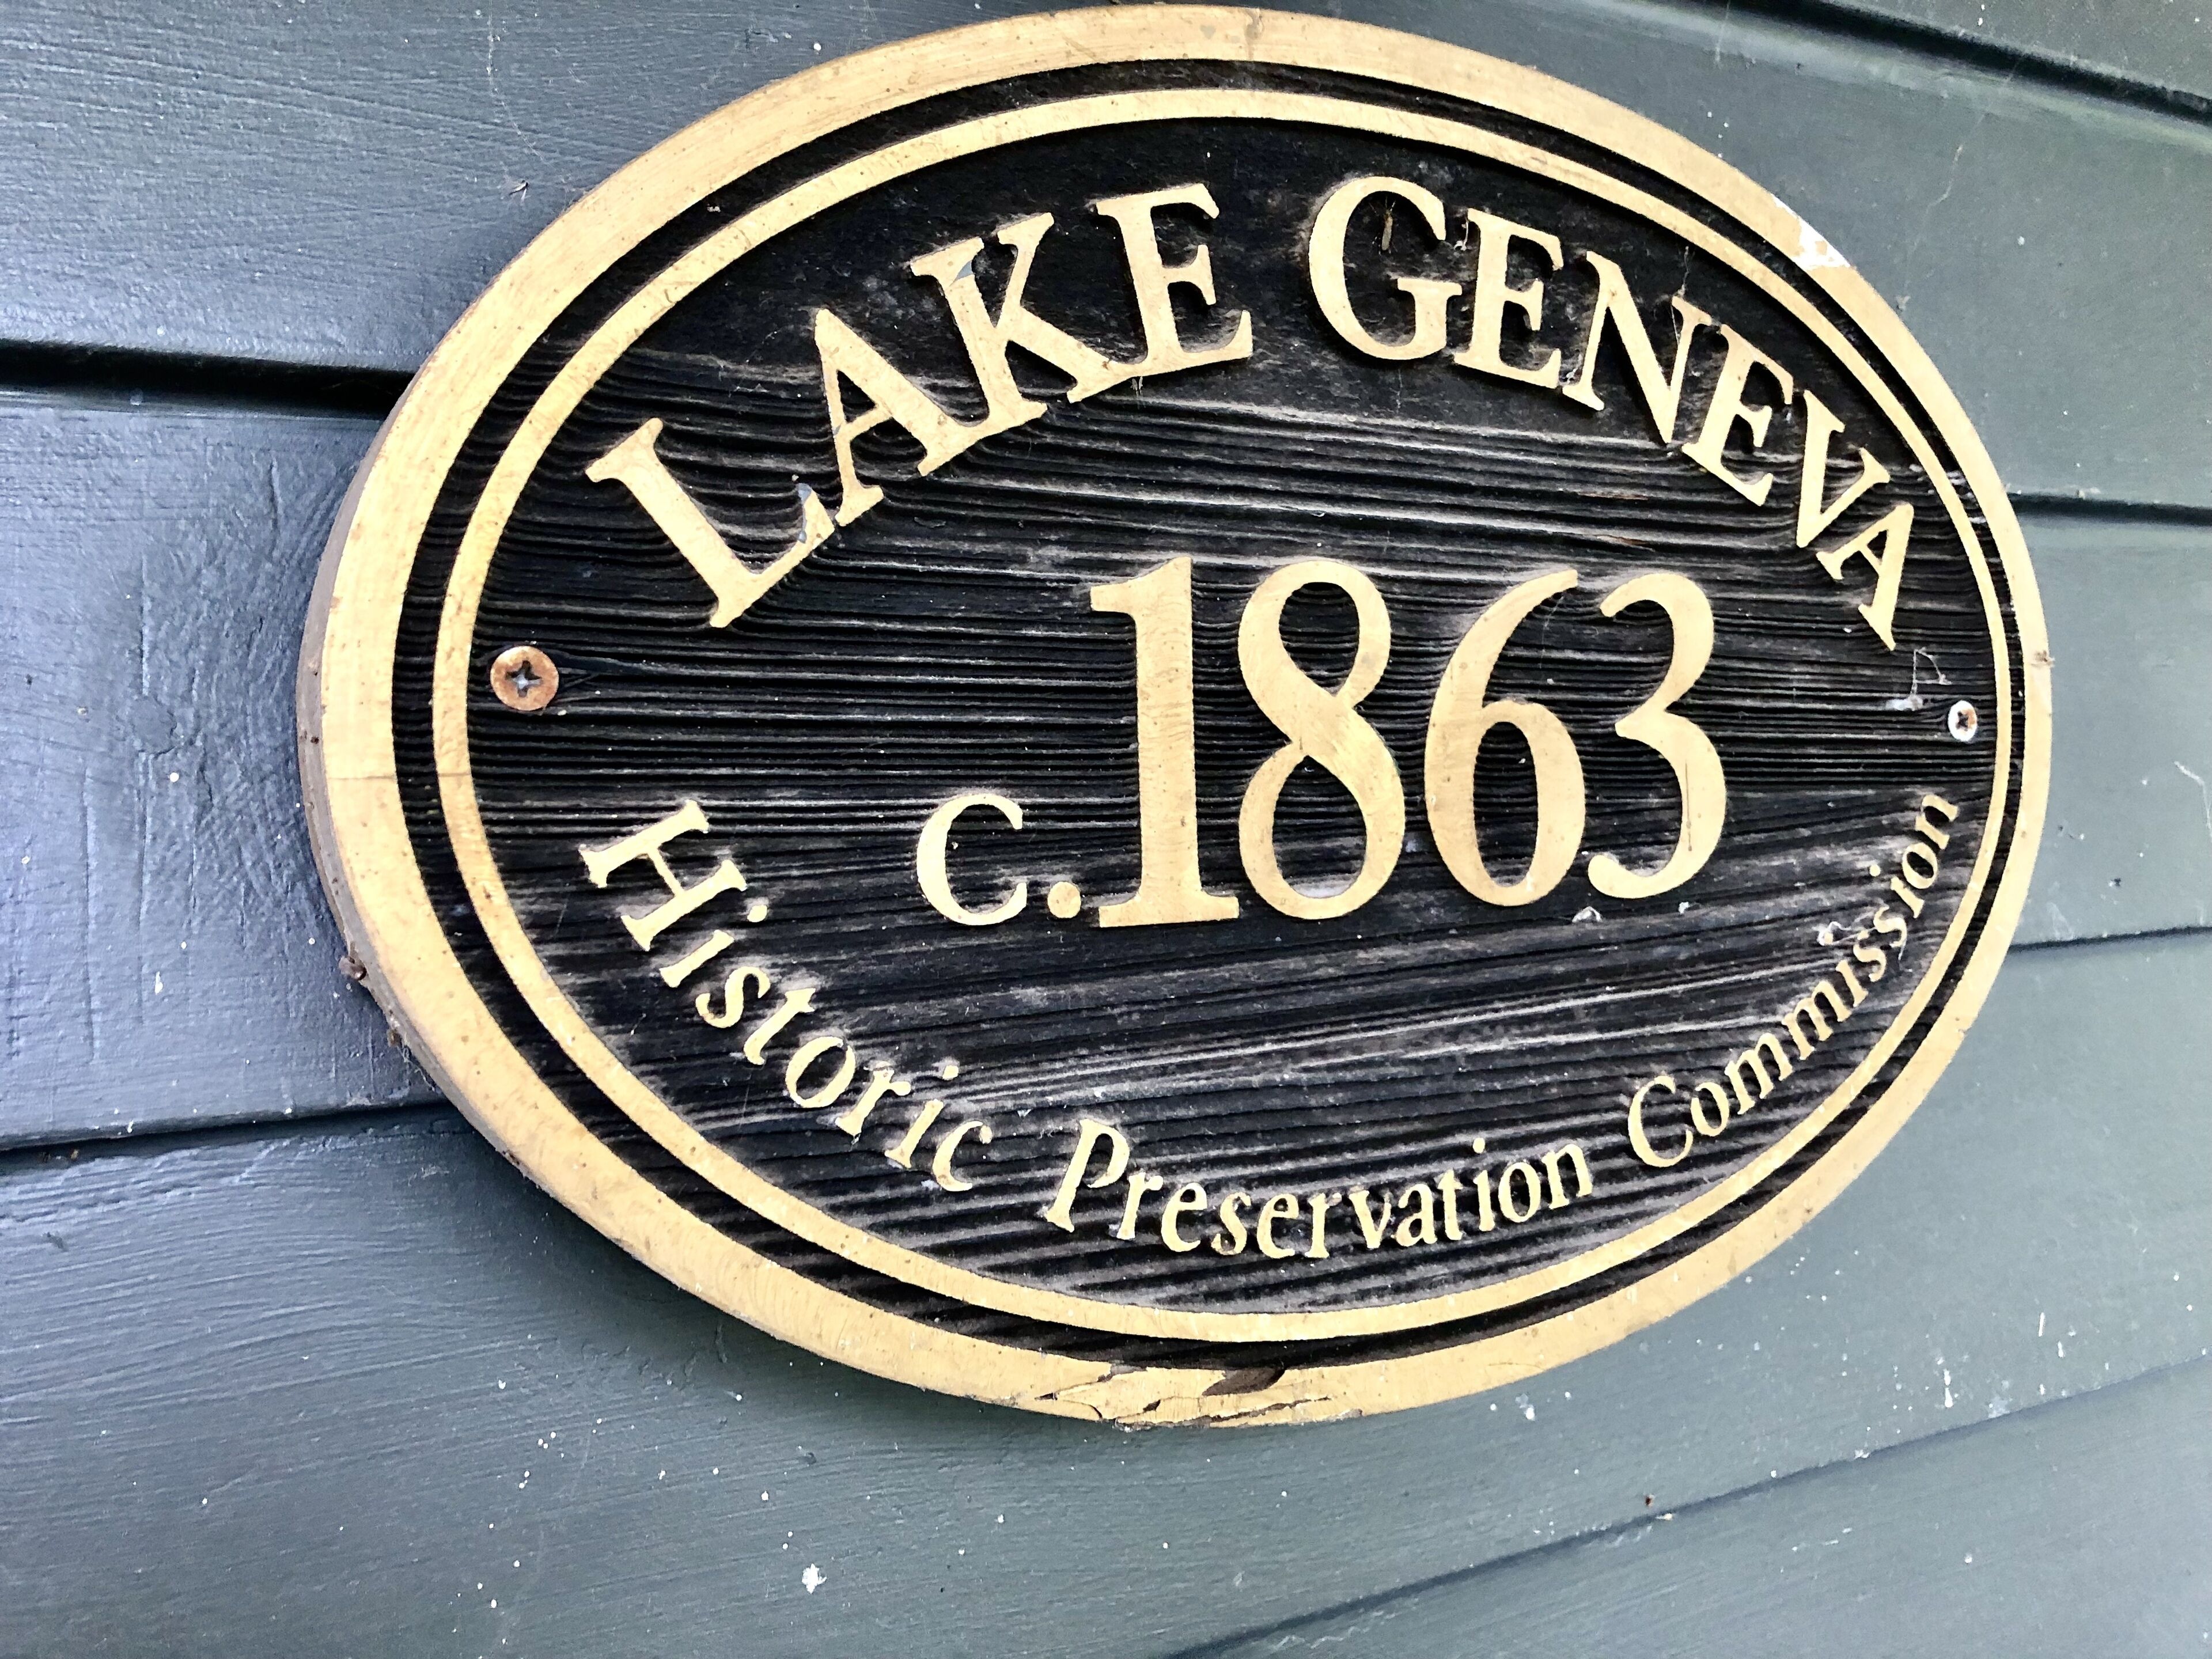 LAKE GENEVA
c.1863
Historic Preservation Commission